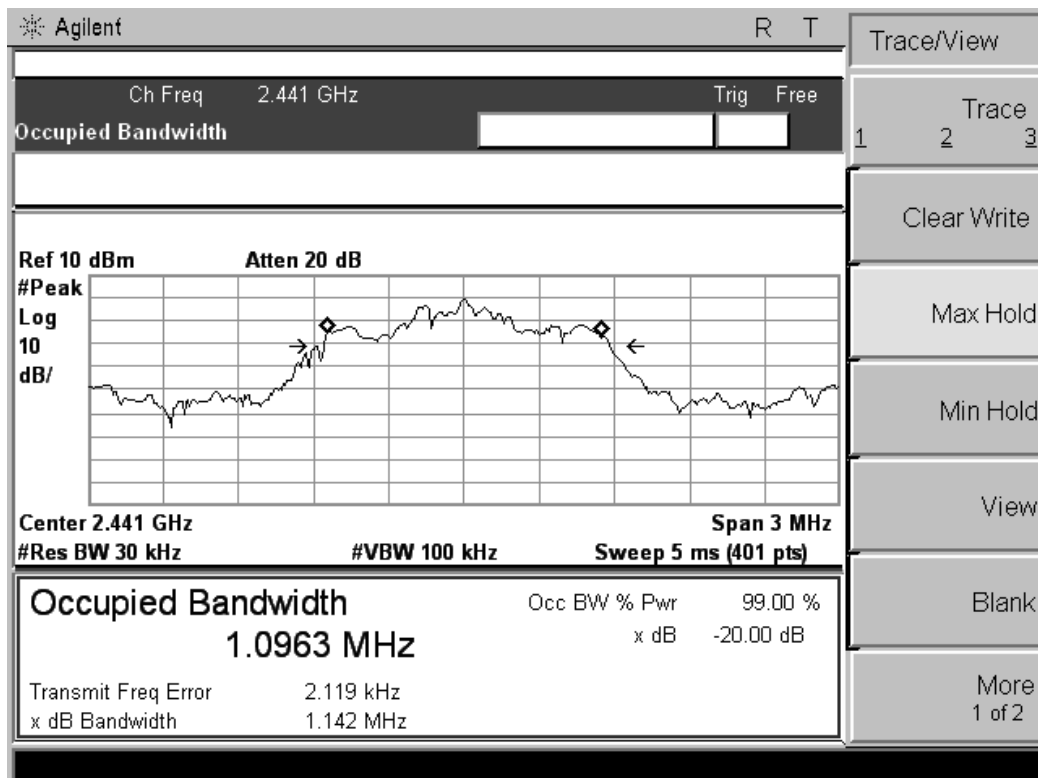 Agilent R T
Trace/View
Ch Freq 2.441 GHz Trig Free
Occupied Bandwidth
Trace
1 2 3
Clear Write
Max Hold
Min Hold
View
Blank
More
1 of 2
Ref 10 dBm Atten 20 dB
#Peak
Log
10
dB/
Center 2.441 GHz Span 3 MHz
#Res BW 30 kHz #VBW 100 kHz Sweep 5 ms (401 pts)
Occupied Bandwidth Occ BW % Pwr 99.00 %
1.0963 MHz x dB -20.00 dB
Transmit Freq Error 2.119 kHz
x dB Bandwidth 1.142 MHz